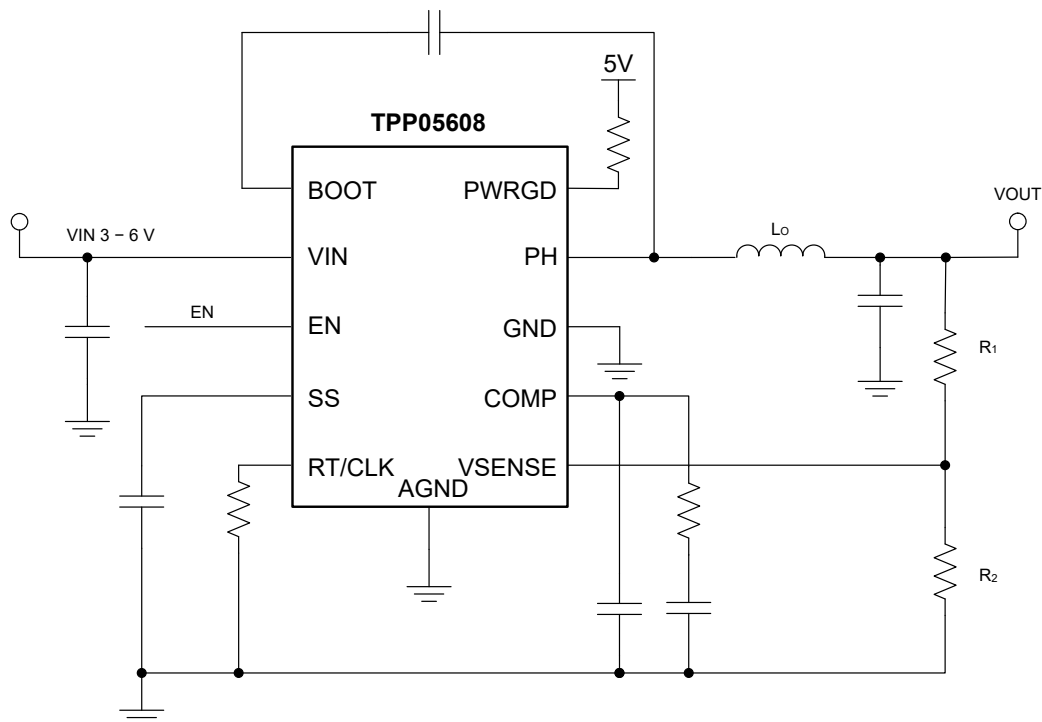 5V
TPP05608
BOOT
PWRGD
VOUT
VIN 3 – 6 V
VIN
PH
LO
EN
EN
GND
R1
SS
COMP
RT/CLK
VSENSE
AGND
R2